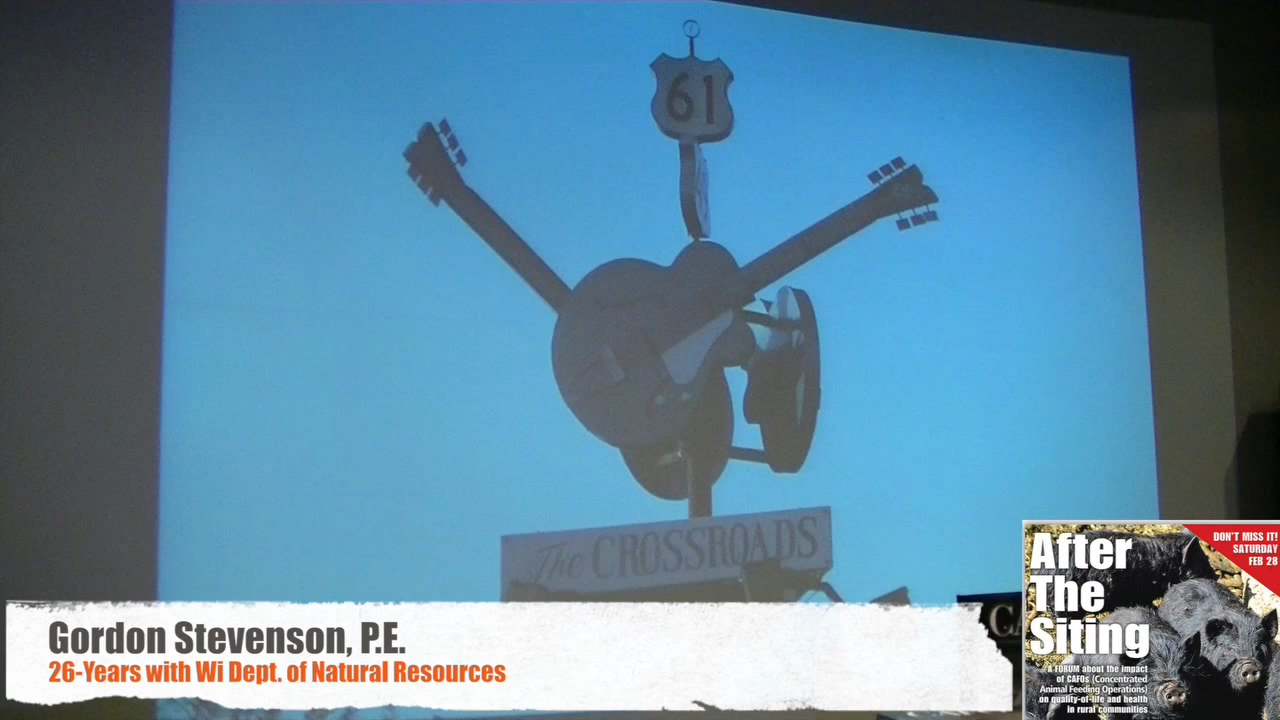 61
The CROSSROADS
Gordon Stevenson, P.E.
26-Years with Wi Dept. of Natural Resources
DON'T MISS IT!
SATURDAY
FEB 28
After
The
Siting
A FORUM about the impact
of CAFOs (Concentrated
Animal Feeding Operations)
on quality-of-life and health
in rural communities